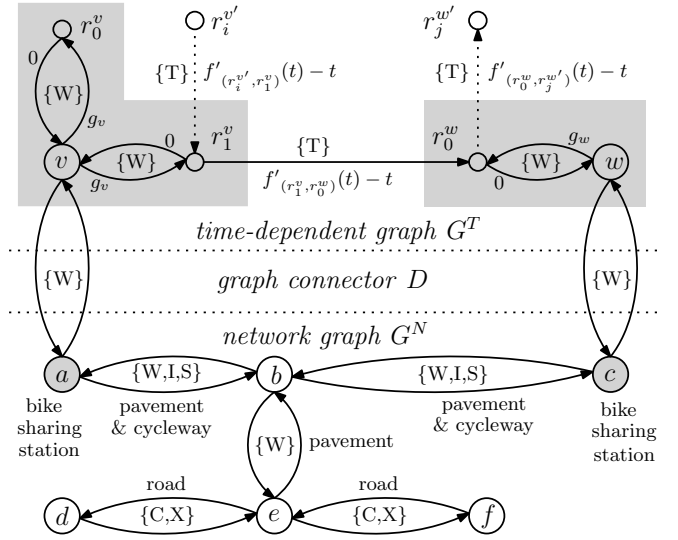 r_0^v r_i^{v'} r_j^{w'}
0 {W} {T} f'_{(r_i^{v'},r_1^v)}(t) − t {T} f'_{(r_0^w,r_j^{w'})}(t) − t
g_v 0 r_1^v r_0^w g_w
v {W} {T} {W} w
g_v f'_{(r_1^v,r_0^w)}(t) − t 0
time-dependent graph G^T
{W} graph connector D {W}
network graph G^N
a {W,I,S} b {W,I,S} c
bike pavement pavement bike
sharing & cycleway & cycleway sharing
station {W} pavement station
road road
d {C,X} e {C,X} f